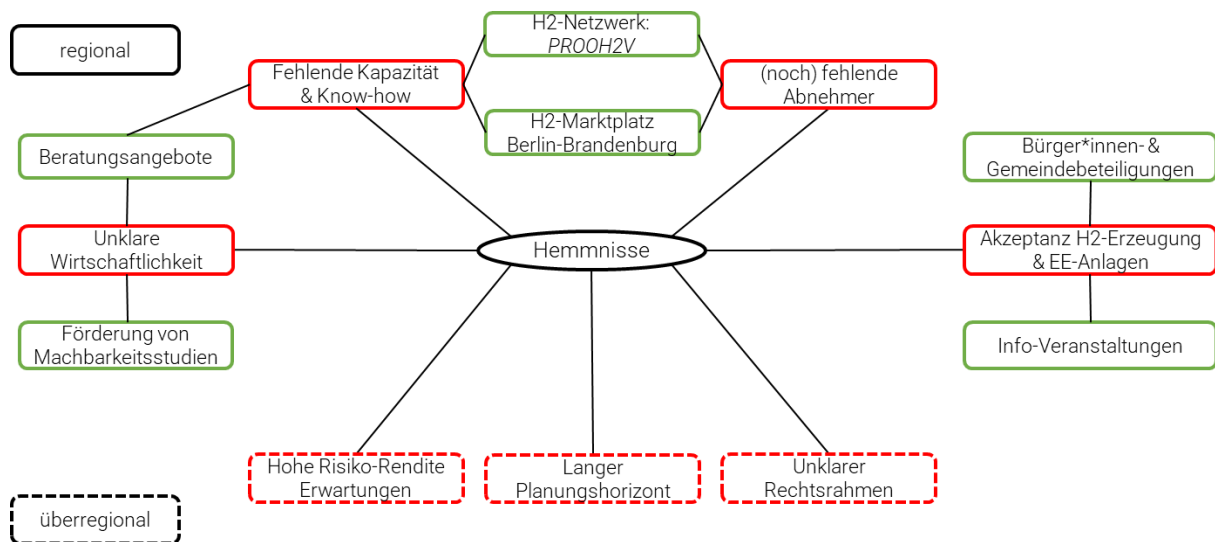 regional
H2-Netzwerk:
PROOH2V
Fehlende Kapazität
& Know-how
(noch) fehlende
Abnehmer
H2-Marktplatz
Berlin-Brandenburg
Beratungsangebote
Bürger*innen- &
Gemeindebeteiligungen
Unklare
Wirtschaftlichkeit
Hemmnisse
Akzeptanz H2-Erzeugung
& EE-Anlagen
Förderung von
Machbarkeitsstudien
Info-Veranstaltungen
Hohe Risiko-Rendite
Erwartungen
Langer
Planungshorizont
Unklarer
Rechtsrahmen
überregional